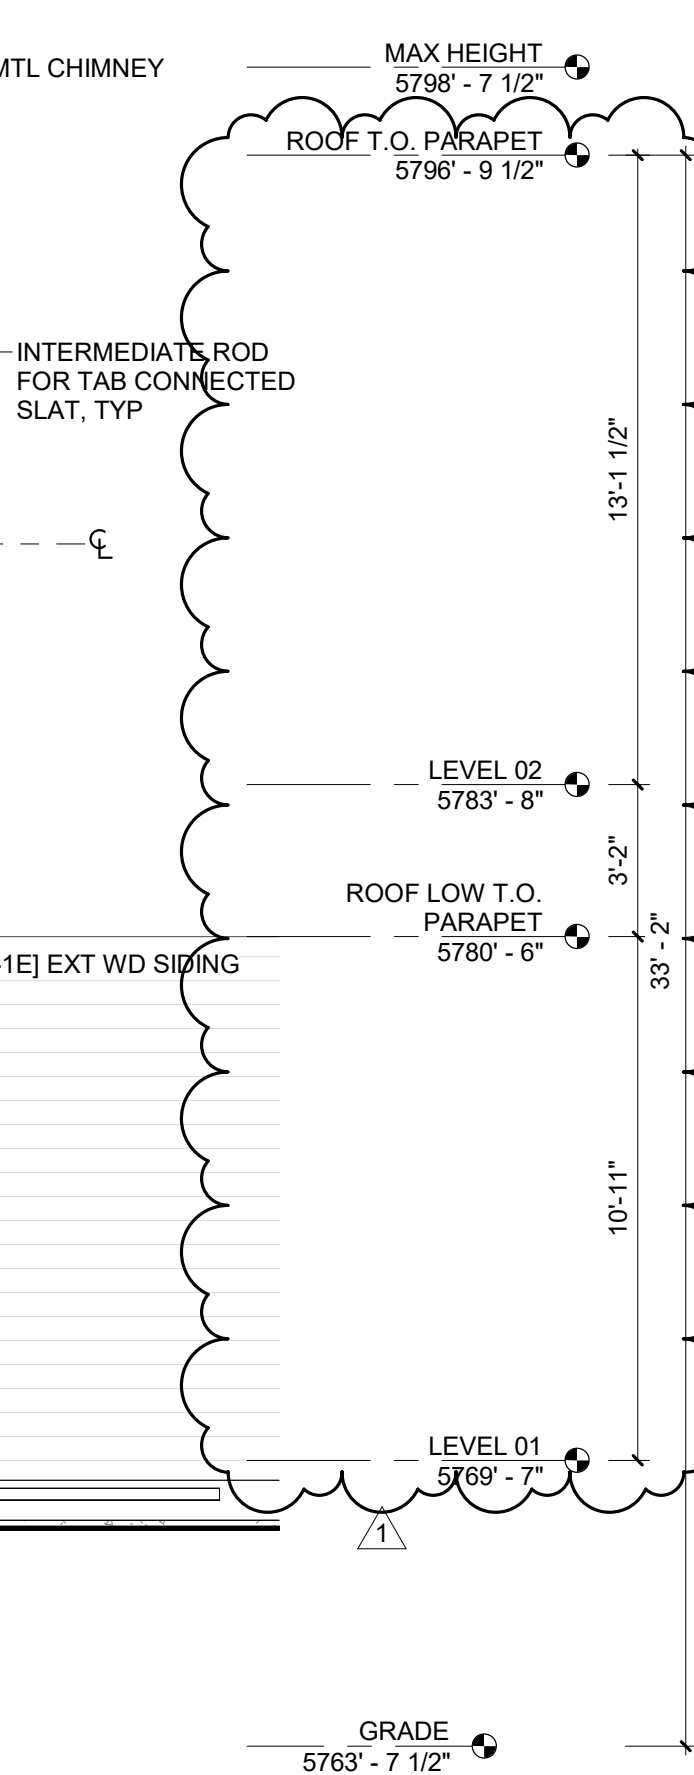 MTL CHIMNEY
MAX HEIGHT
5798' - 7 1/2"
ROOF T.O. PARAPET
5796' - 9 1/2"
INTERMEDIATE ROD
FOR TAB CONNECTED
SLAT, TYP
13'-1 1/2"
℄
LEVEL 02
5783' - 8"
3'-2"
ROOF LOW T.O.
PARAPET
5780' - 6"
33' - 2"
-1E] EXT WD SIDING
10'-11"
LEVEL 01
5769' - 7"
1
GRADE
5763' - 7 1/2"